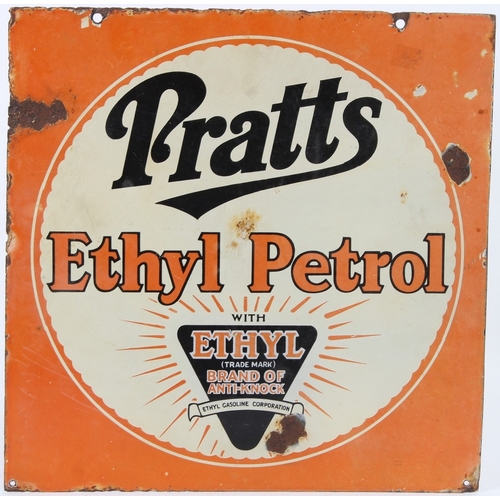 Pratts
Ethyl Petrol
WITH
ETHYL
(TRADE MARK)
BRAND OF
ANTI-KNOCK
ETHYL GASOLINE CORPORATION